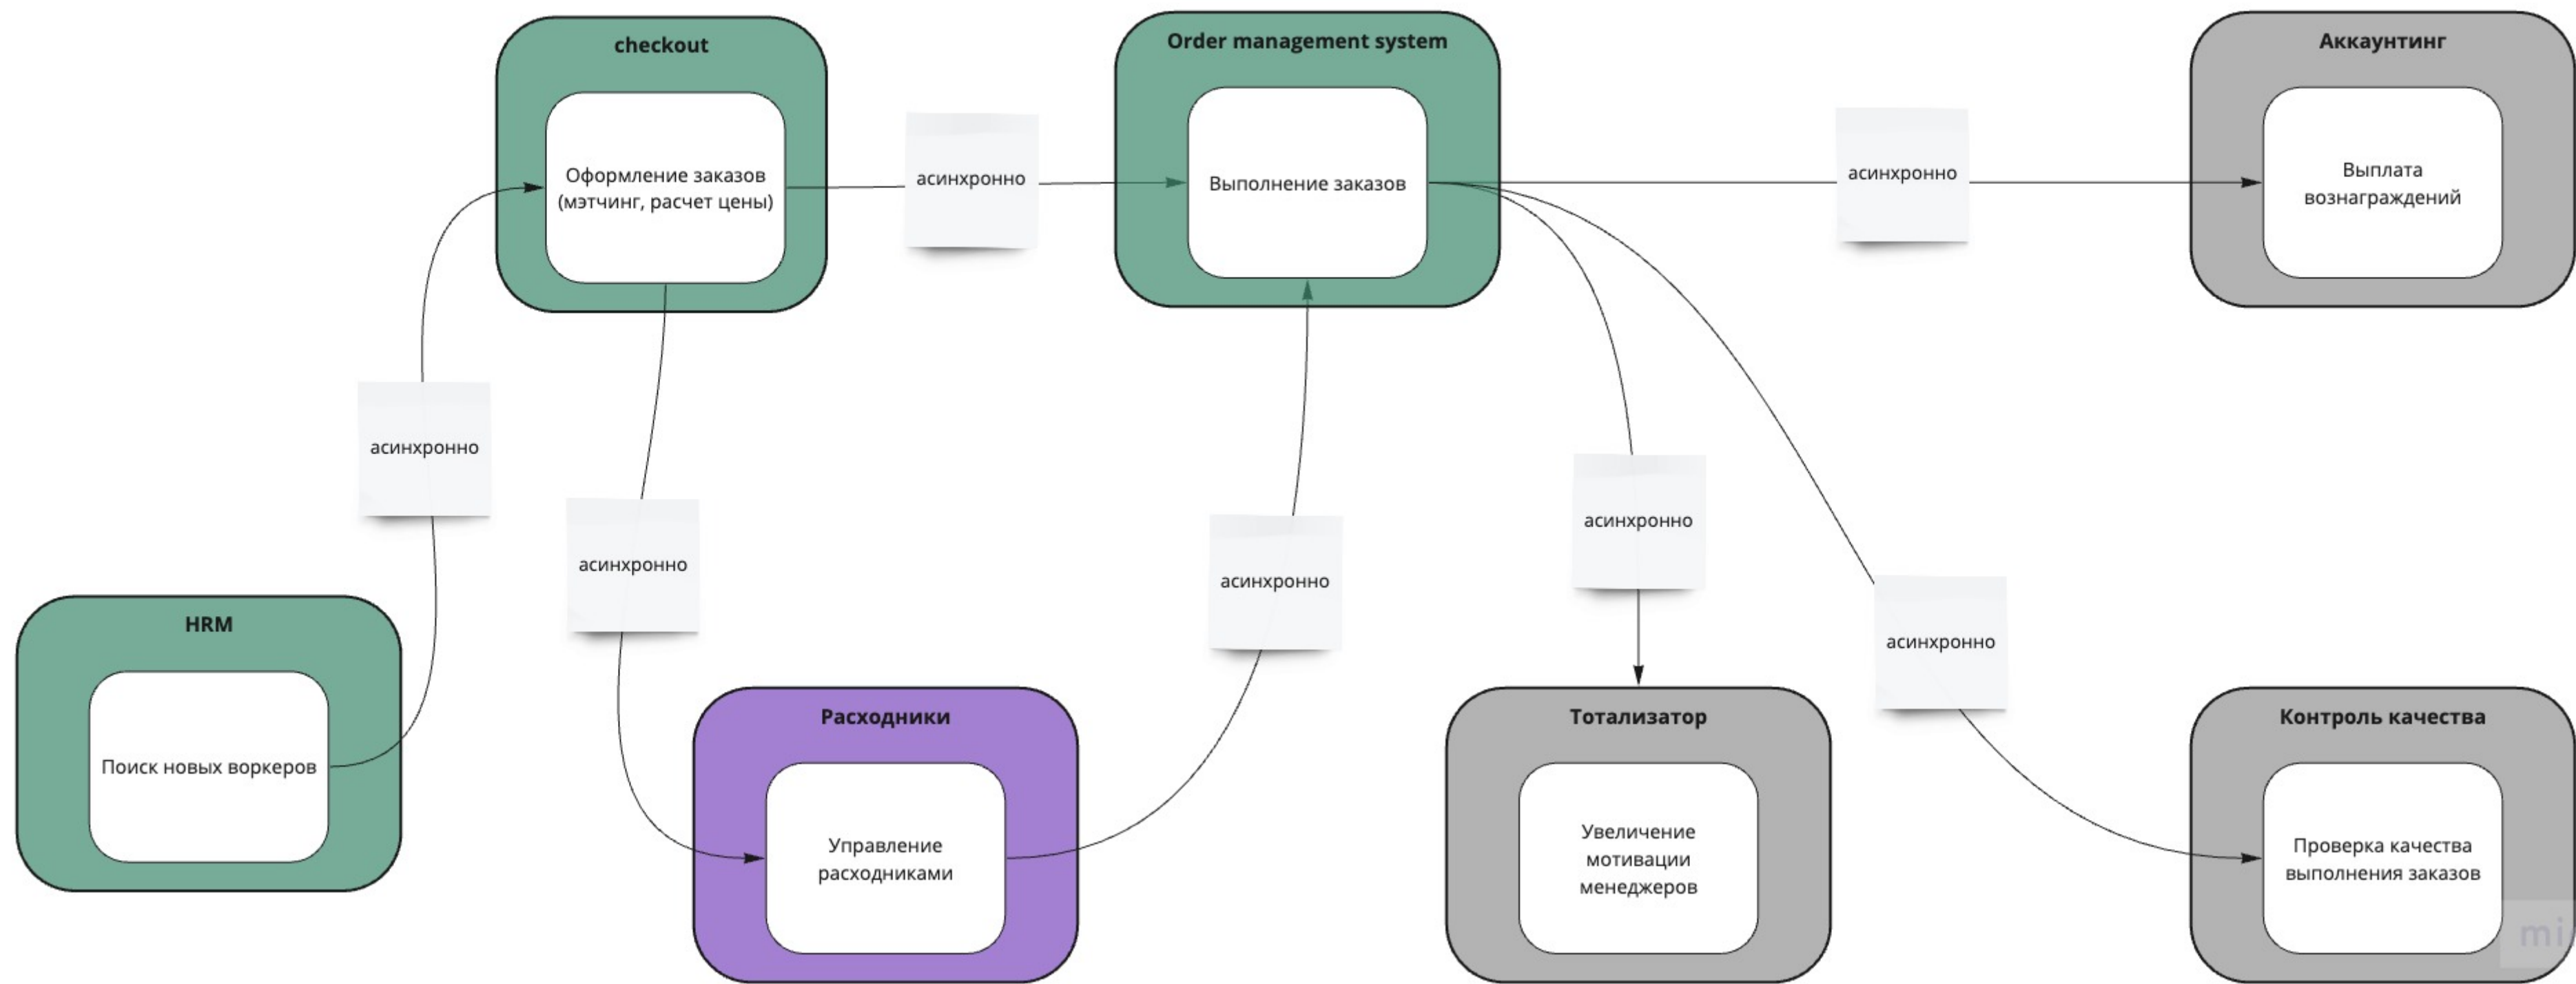 checkout
Оформление заказов
(мэтчинг, расчет цены)
асинхронно
Order management system
Выполнение заказов
асинхронно
Аккаунтинг
Выплата
вознаграждений
асинхронно
асинхронно
асинхронно
асинхронно
асинхронно
HRM
Поиск новых воркеров
Расходники
Управление
расходниками
Тотализатор
Увеличение
мотивации
менеджеров
Контроль качества
Проверка качества
выполнения заказов
mi